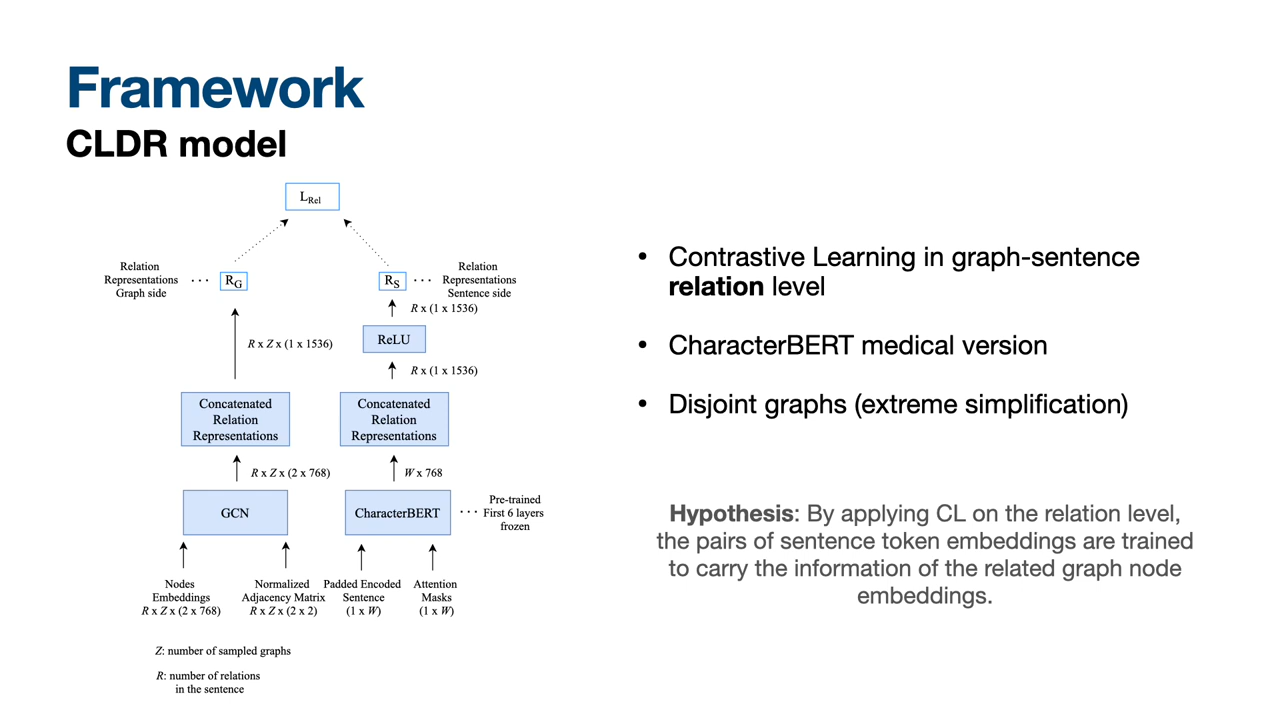 Framework
CLDR model
L_Rel
Relation
Representations
Graph side
· · ·
R_G
R_S
· · ·
Relation
Representations
Sentence side
R x (1 x 1536)
R x Z x (1 x 1536)
ReLU
R x (1 x 1536)
Concatenated
Relation
Representations
Concatenated
Relation
Representations
R x Z x (2 x 768)
W x 768
GCN
CharacterBERT
· · ·
Pre-trained
First 6 layers
frozen
Nodes
Embeddings
R x Z x (2 x 768)
Normalized
Adjacency Matrix
R x Z x (2 x 2)
Padded Encoded
Sentence
(1 x W)
Attention
Masks
(1 x W)
Z: number of sampled graphs
R: number of relations
in the sentence
• Contrastive Learning in graph-sentence
relation level
• CharacterBERT medical version
• Disjoint graphs (extreme simplification)
Hypothesis: By applying CL on the relation level,
the pairs of sentence token embeddings are trained
to carry the information of the related graph node
embeddings.